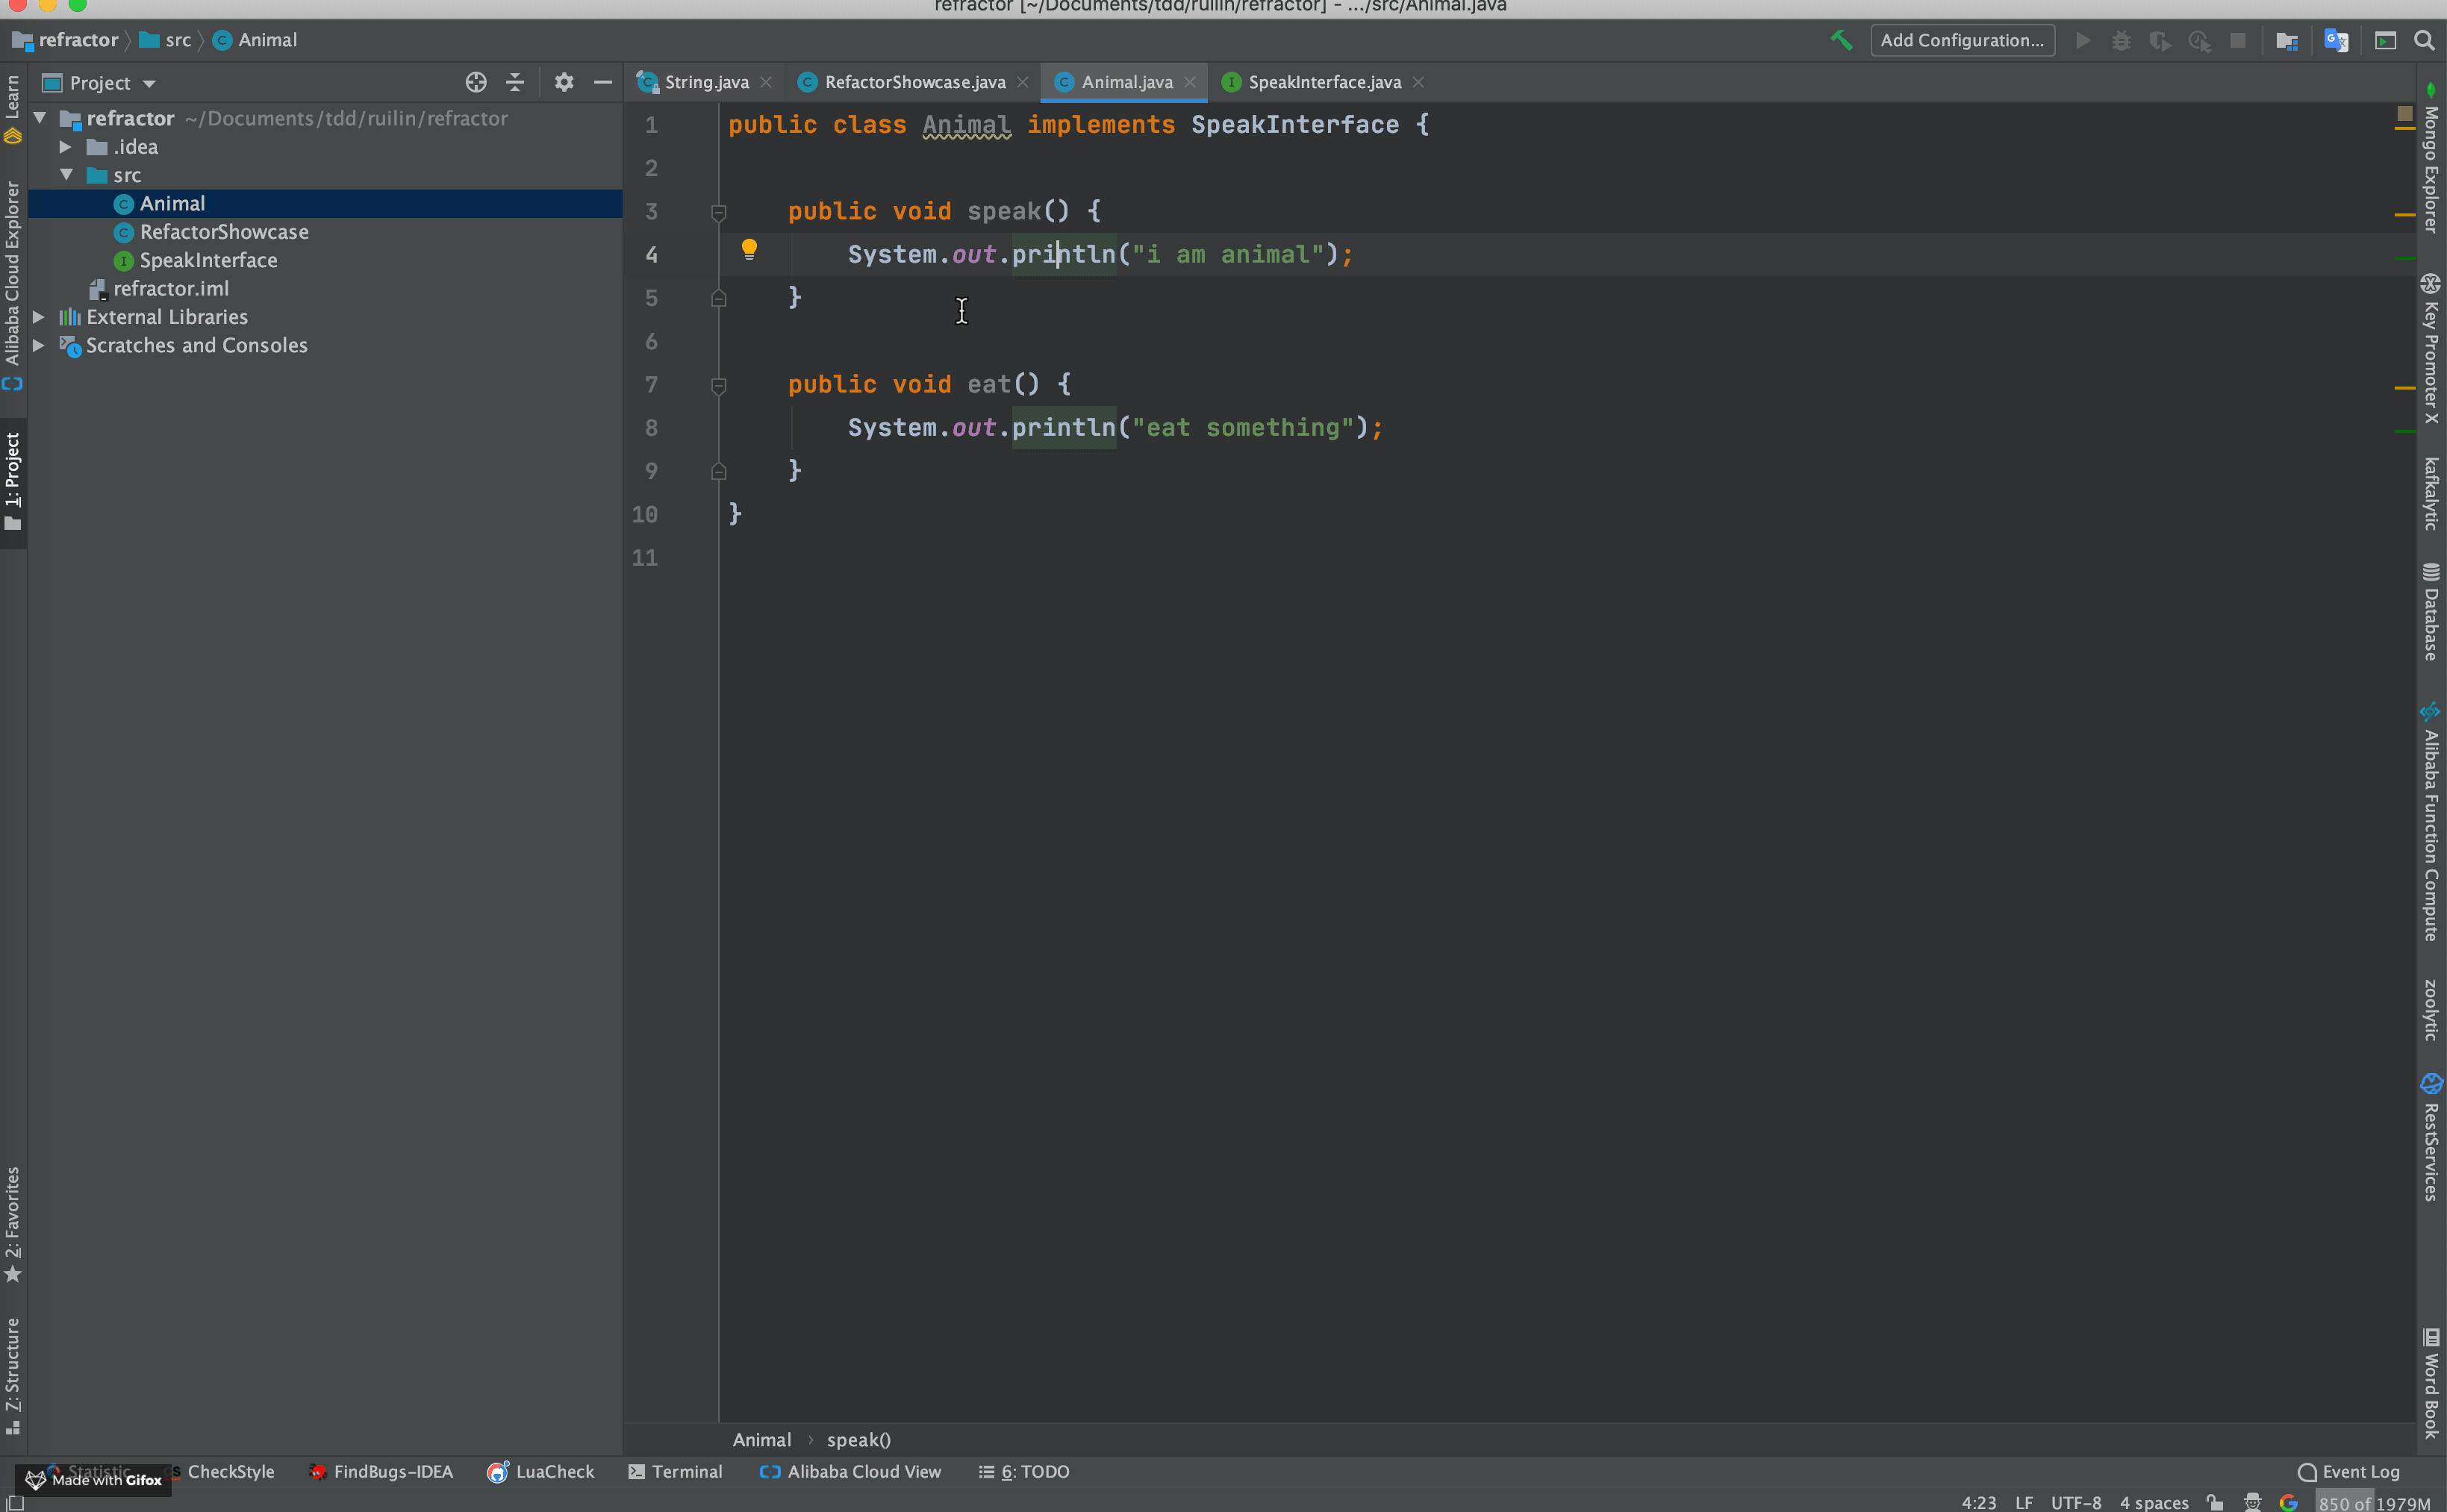 refractor [~/Documents/tdd/ruilin/refractor] - .../src/Animal.java
refractor src Animal
Add Configuration...
Project
String.java RefactorShowcase.java Animal.java SpeakInterface.java
refractor ~/Documents/tdd/ruilin/refractor
.idea
src
Animal
RefactorShowcase
SpeakInterface
refractor.iml
External Libraries
Scratches and Consoles
1 public class Animal implements SpeakInterface {
2
3 public void speak() {
4 System.out.println("i am animal");
5 }
6
7 public void eat() {
8 System.out.println("eat something");
9 }
10 }
11
Learn
Alibaba Cloud Explorer
1: Project
2: Favorites
Z: Structure
Mongo Explorer
Key Promoter X
kafkalytic
Database
Alibaba Function Compute
zoolytic
RestServices
Word Book
Animal › speak()
Statistic CheckStyle FindBugs-IDEA LuaCheck Terminal Alibaba Cloud View 6: TODO Event Log
Made with Gifox
4:23 LF UTF-8 4 spaces 850 of 1979M